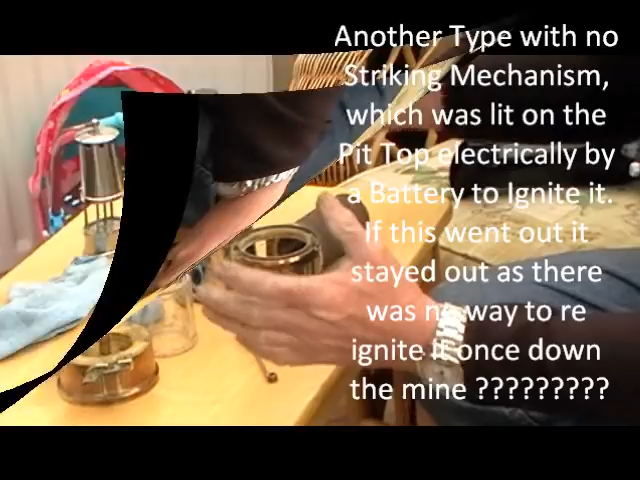 Another Type with no
Striking Mechanism,
which was lit on the
Pit Top electrically by
a Battery to Ignite it.
If this went out it
stayed out as there
was no way to re
ignite it once down
the mine ?????????